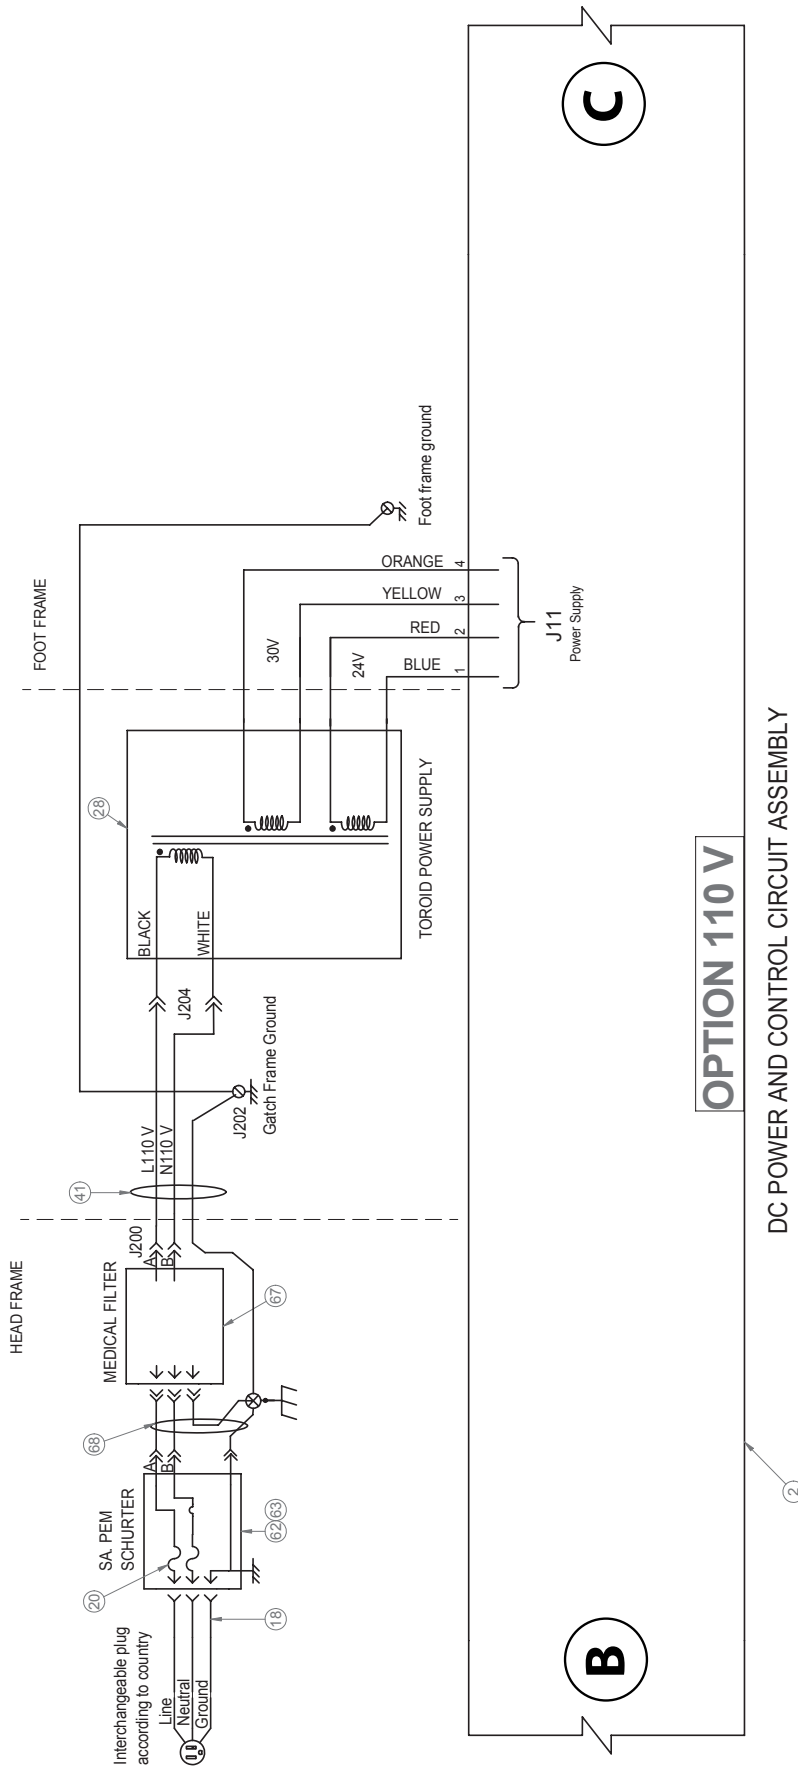 HEAD FRAME
FOOT FRAME
Interchangeable plug
according to country
Line
Neutral
Ground
18
20
SA. PEM
SCHURTER
62
63
A
B
68
MEDICAL FILTER
67
J200
A
B
41
L110 V
N110 V
J202
Gatch Frame Ground
J204
BLACK
WHITE
28
TOROID POWER SUPPLY
30V
24V
ORANGE
4
YELLOW
3
RED
2
BLUE
1
J11
Power Supply
Foot frame ground
B
C
OPTION 110 V
2
DC POWER AND CONTROL CIRCUIT ASSEMBLY